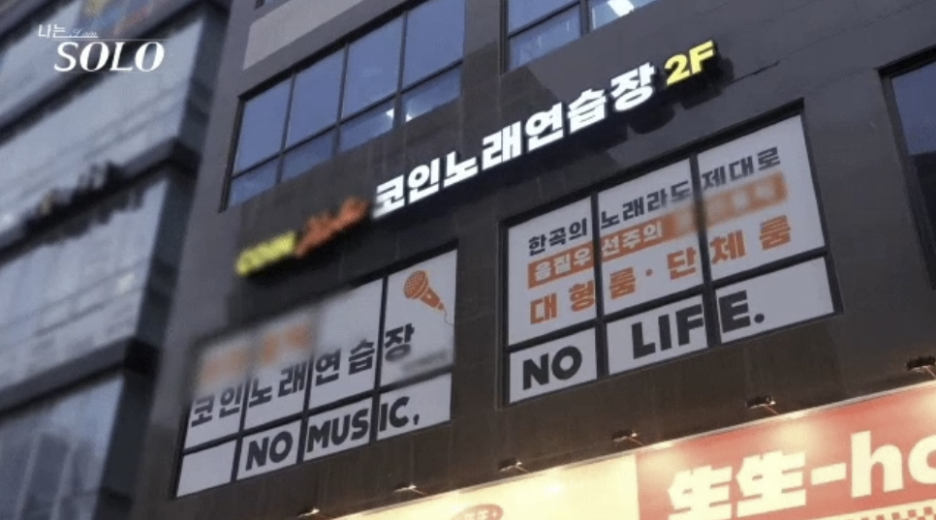 나는 I am
SOLO
COIN
코인노래연습장 2F
한곡의 노래라도 제대로
대형룸·단체룸
코인노래연습장
NO MUSIC,
NO LIFE.
生生-ho